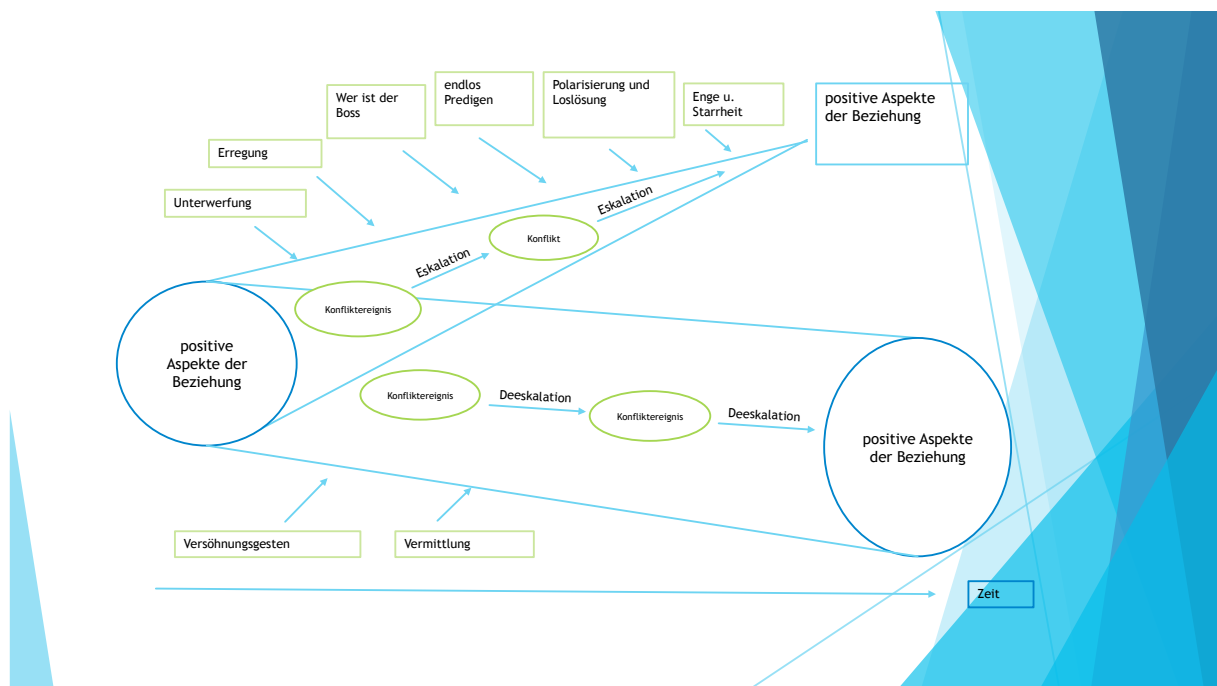 endlos
Predigen
Polarisierung und
Loslösung
Wer ist der
Boss
Enge u.
Starrheit
positive Aspekte
der Beziehung
Erregung
Unterwerfung
Eskalation
Konflikt
Eskalation
Konfliktereignis
positive
Aspekte der
Beziehung
Konfliktereignis
Deeskalation
Konfliktereignis
Deeskalation
positive Aspekte
der Beziehung
Versöhnungsgesten
Vermittlung
Zeit